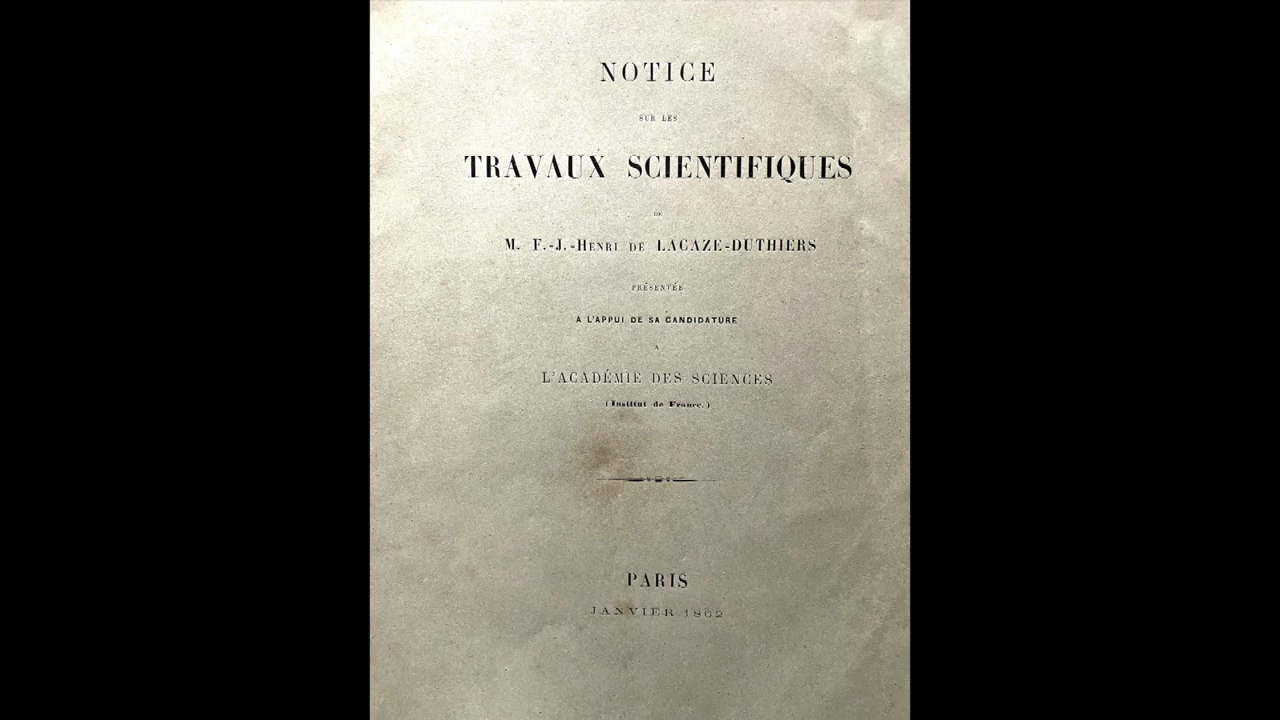 NOTICE
SUR LES
TRAVAUX SCIENTIFIQUES
DE
M. F.-J.-HENRI DE LACAZE-DUTHIERS
PRÉSENTÉE
A L'APPUI DE SA CANDIDATURE
A
L'ACADÉMIE DES SCIENCES
(Institut de France.)
PARIS
JANVIER 1862